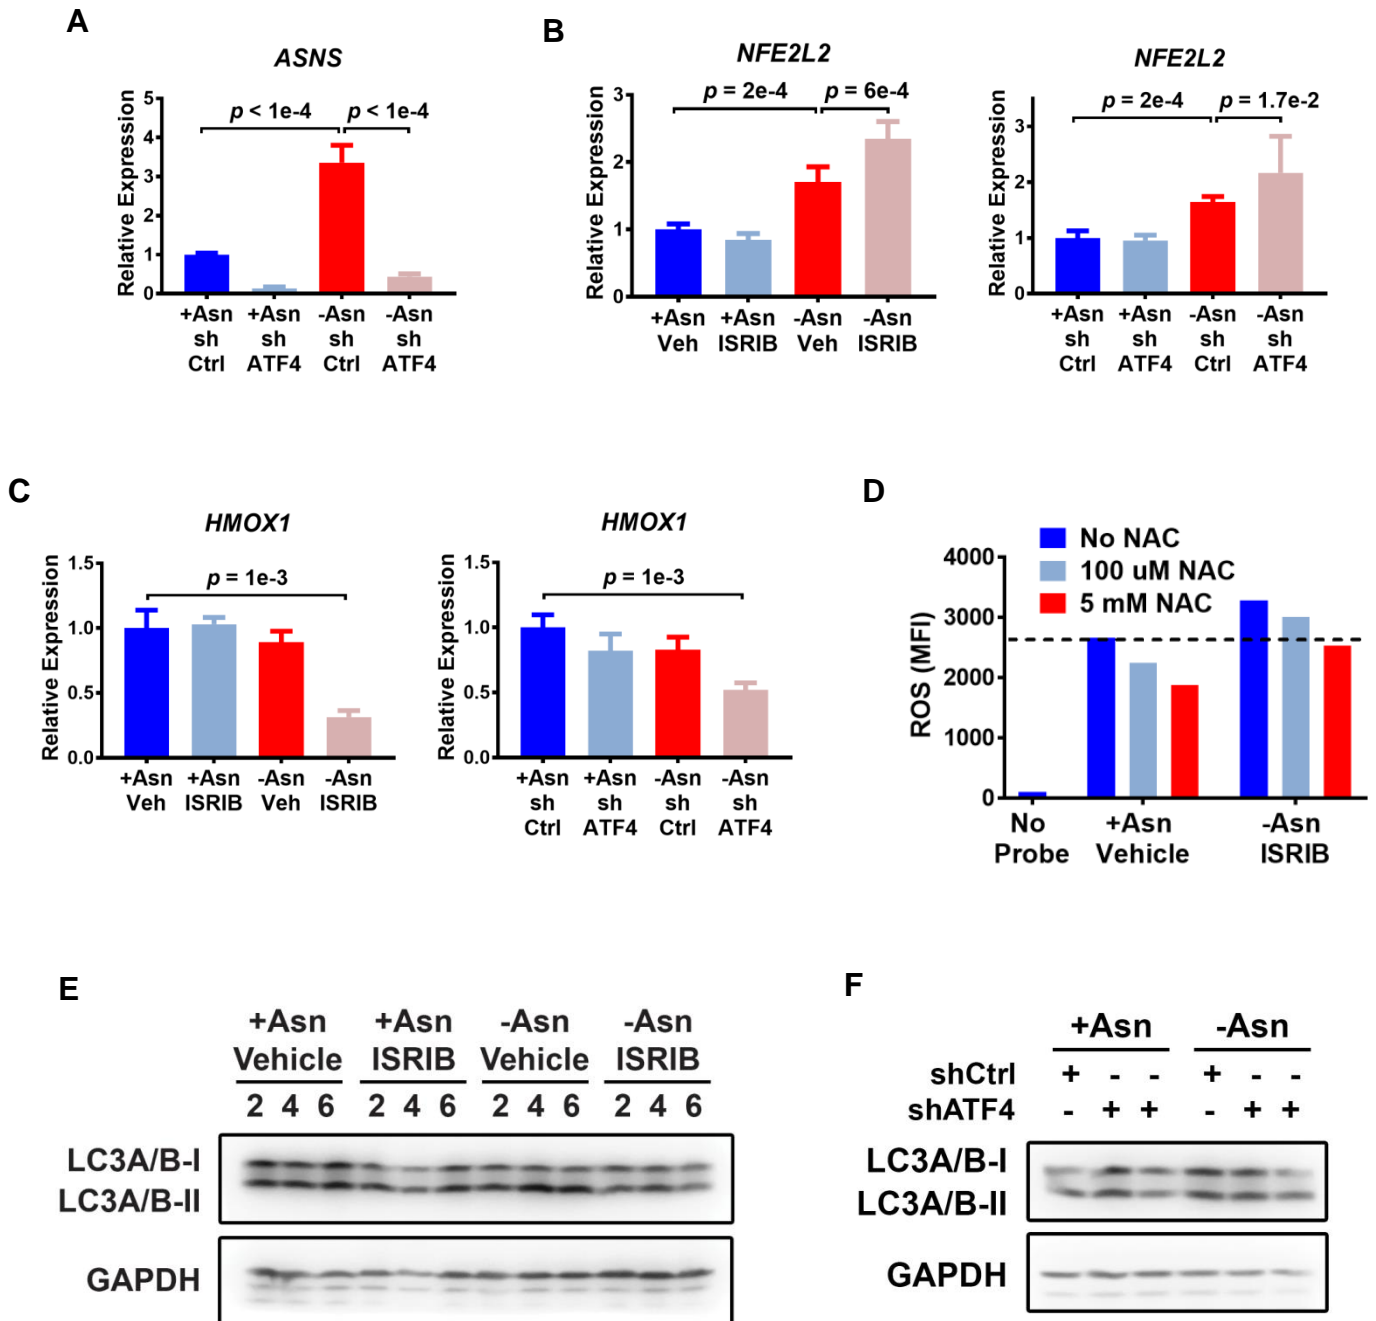 A
ASNS
p < 1e-4
p < 1e-4
Relative Expression
5
4
3
2
1
0
+Asn +Asn -Asn -Asn
sh sh sh sh
Ctrl ATF4 Ctrl ATF4
B
NFE2L2
p = 2e-4
p = 6e-4
Relative Expression
3
2
1
0
+Asn +Asn -Asn -Asn
Veh ISRIB Veh ISRIB
NFE2L2
p = 2e-4
p = 1.7e-2
Relative Expression
3
2
1
0
+Asn +Asn -Asn -Asn
sh sh sh sh
Ctrl ATF4 Ctrl ATF4
C
HMOX1
p = 1e-3
Relative Expression
1.5
1.0
0.5
0.0
+Asn +Asn -Asn -Asn
Veh ISRIB Veh ISRIB
HMOX1
p = 1e-3
Relative Expression
1.5
1.0
0.5
0.0
+Asn +Asn -Asn -Asn
sh sh sh sh
Ctrl ATF4 Ctrl ATF4
D
No NAC
100 uM NAC
5 mM NAC
ROS (MFI)
4000
3000
2000
1000
0
No +Asn -Asn
Probe Vehicle ISRIB
E
+Asn +Asn -Asn -Asn
Vehicle ISRIB Vehicle ISRIB
2 4 6 2 4 6 2 4 6 2 4 6
LC3A/B-I
LC3A/B-II
GAPDH
F
+Asn -Asn
shCtrl + - - + - -
shATF4 - + + - + +
LC3A/B-I
LC3A/B-II
GAPDH